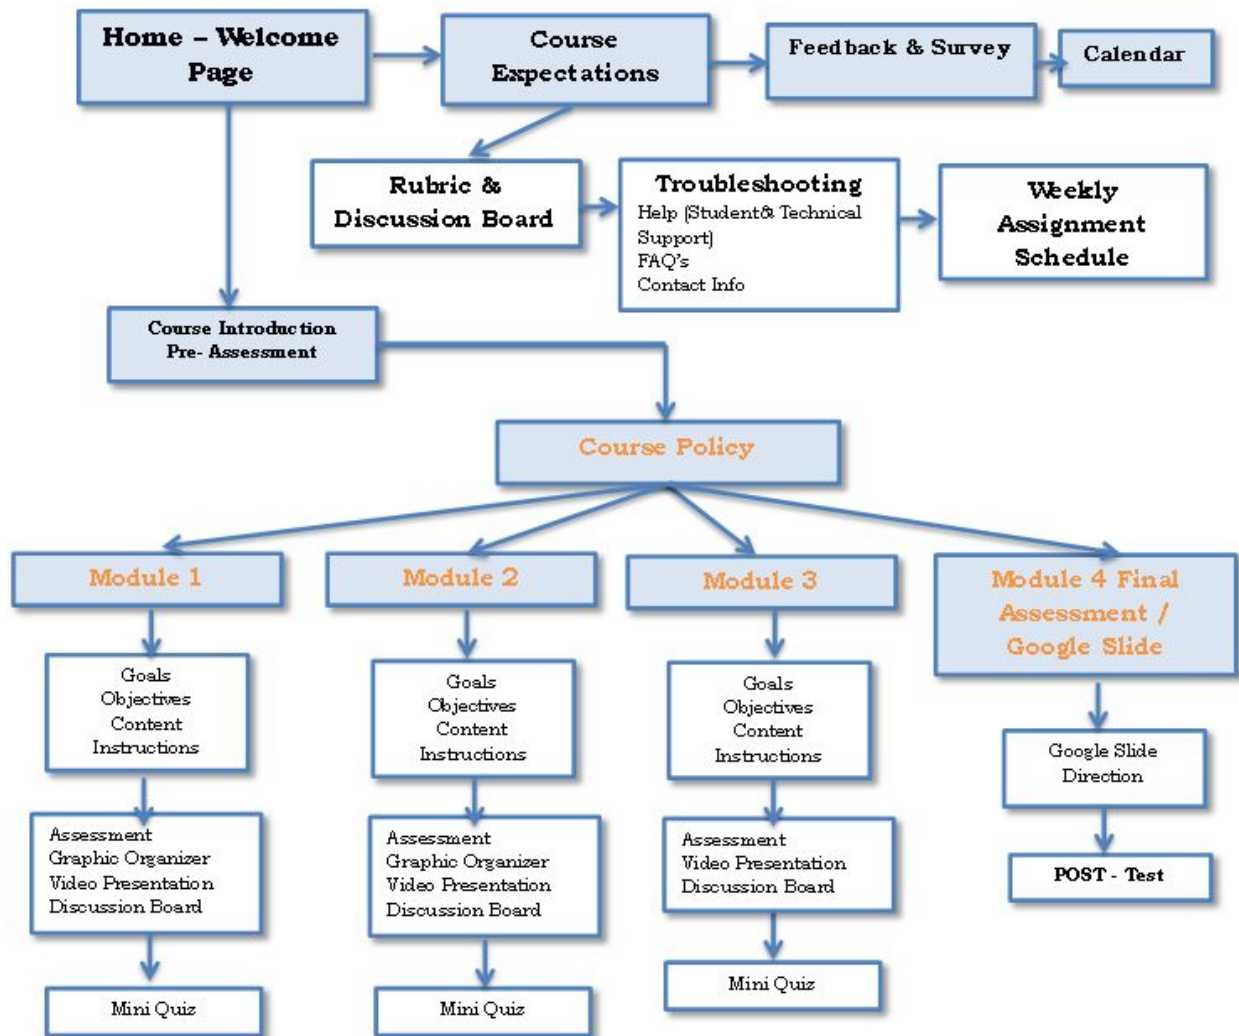 Home – Welcome
Page
Course
Expectations
Feedback & Survey
Calendar
Rubric &
Discussion Board
Troubleshooting
Help (Student& Technical
Support)
FAQ's
Contact Info
Weekly
Assignment
Schedule
Course Introduction
Pre- Assessment
Course Policy
Module 1
Module 2
Module 3
Module 4 Final
Assessment /
Google Slide
Goals
Objectives
Content
Instructions
Goals
Objectives
Content
Instructions
Goals
Objectives
Content
Instructions
Google Slide
Direction
Assessment
Graphic Organizer
Video Presentation
Discussion Board
Assessment
Graphic Organizer
Video Presentation
Discussion Board
Assessment
Video Presentation
Discussion Board
POST - Test
Mini Quiz
Mini Quiz
Mini Quiz